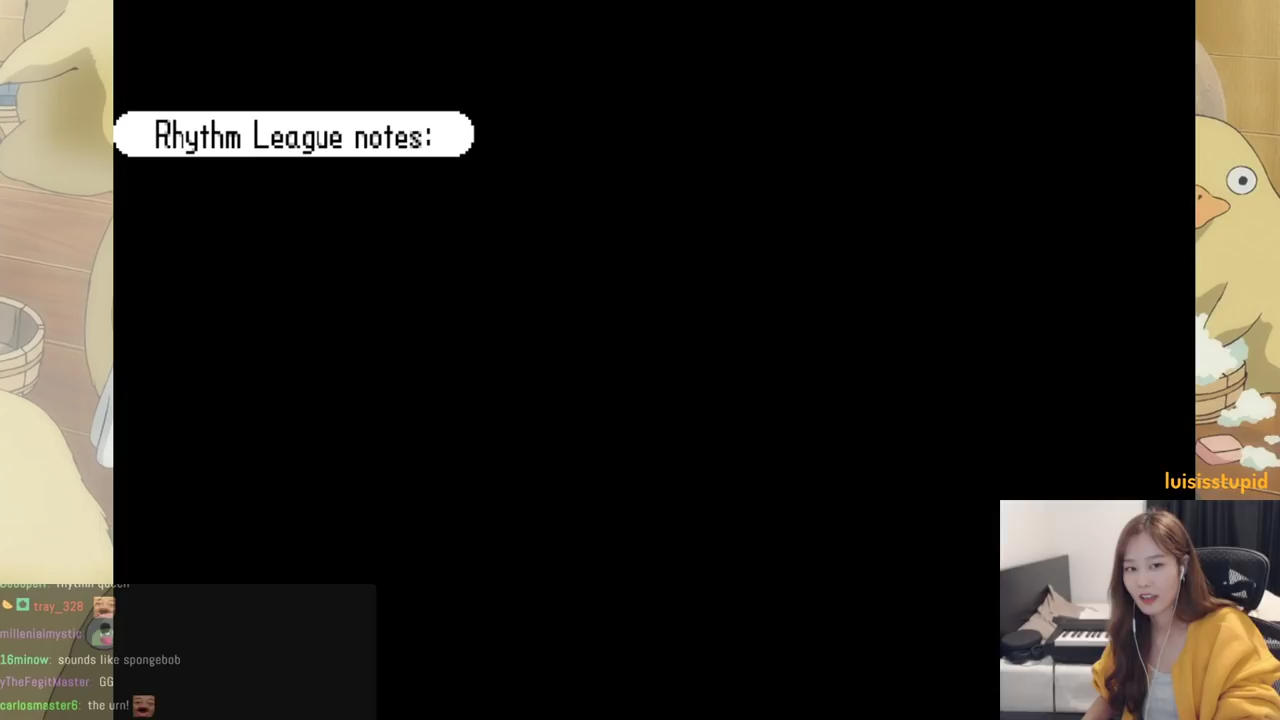 Rhythm League notes:
luisisstupid
tray_328
millenialmystic:
16minow: sounds like spongebob
yTheFegitMaster: GG
carlosmaster6: the urn!